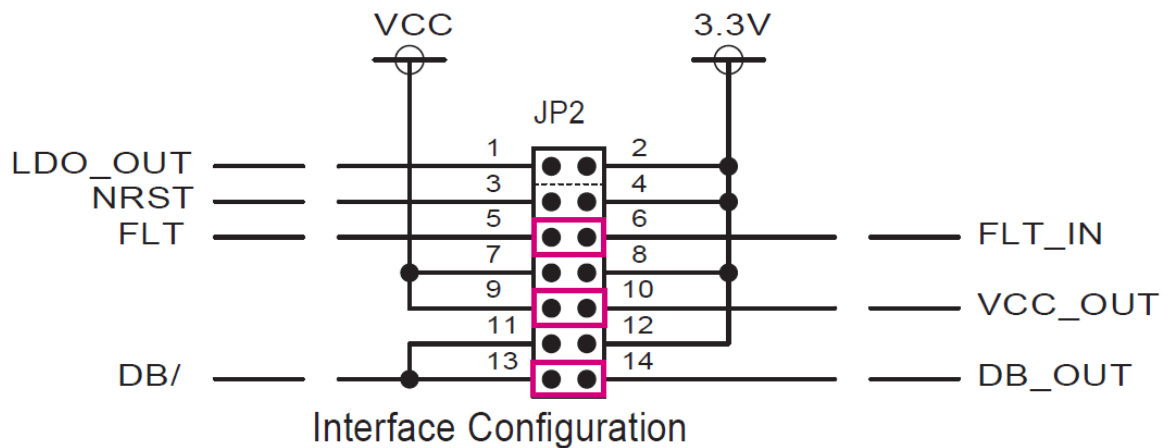 VCC 3.3V
JP2
LDO_OUT 1 2
NRST 3 4
FLT 5 6 FLT_IN
7 8
9 10 VCC_OUT
11 12
DB/ 13 14 DB_OUT
Interface Configuration